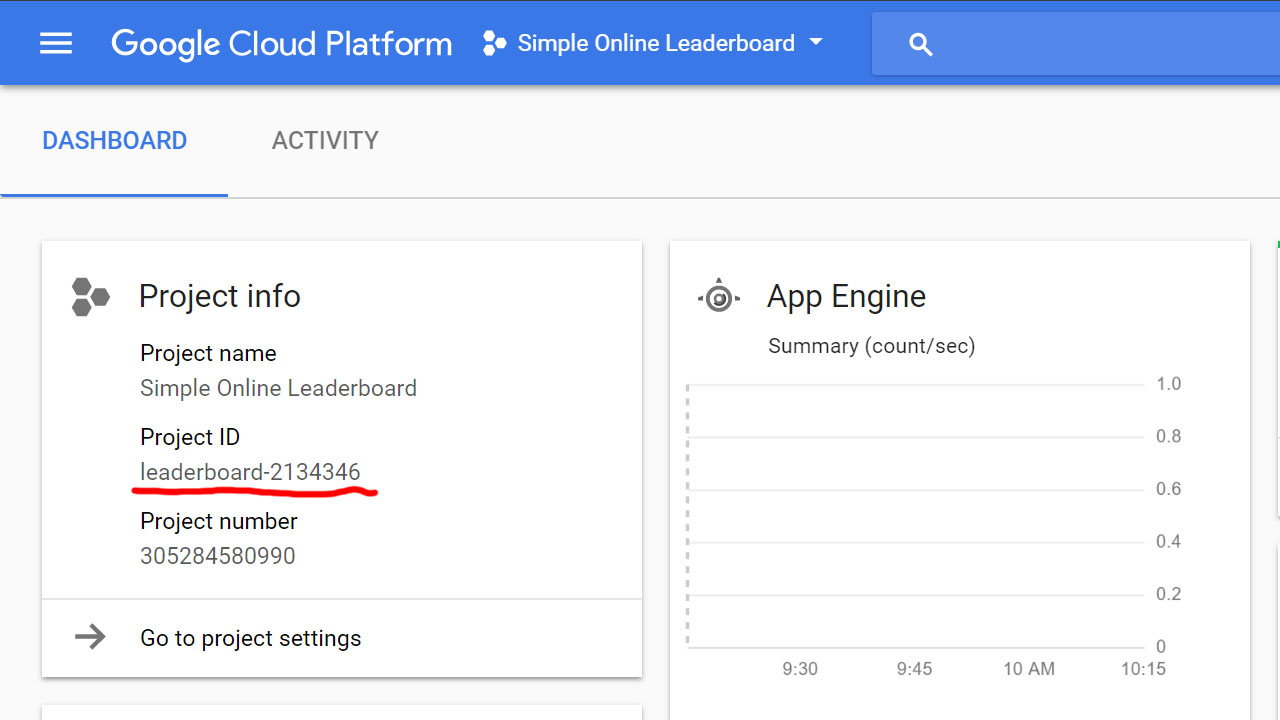 Google Cloud Platform Simple Online Leaderboard
DASHBOARD ACTIVITY
Project info
Project name
Simple Online Leaderboard
Project ID
leaderboard-2134346
Project number
305284580990
Go to project settings
App Engine
Summary (count/sec)
1.0
0.8
0.6
0.4
0.2
0
9:30 9:45 10 AM 10:15